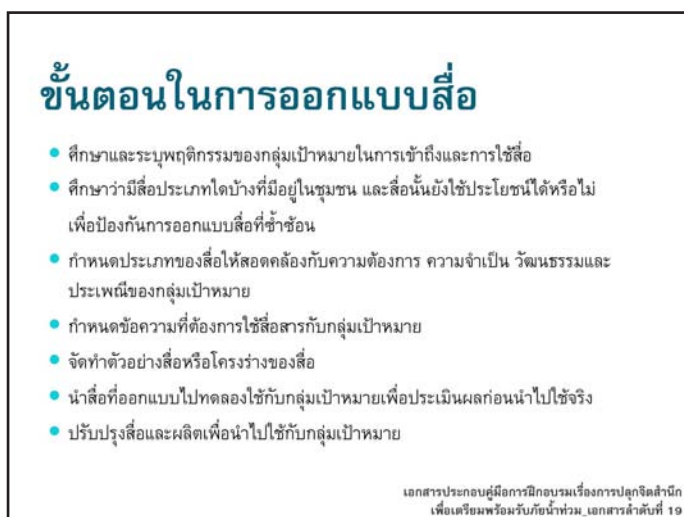 ขั้นตอนในการออกแบบสื่อ
ศึกษาและระบุพฤติกรรมของกลุ่มเป้าหมายในการเข้าถึงและการใช้สื่อ
ศึกษาว่ามีสื่อประเภทใดบ้างที่มีอยู่ในชุมชน และสื่อนั้นยังใช้ประโยชน์ได้หรือไม่
เพื่อป้องกันการออกแบบสื่อที่ซ้ำซ้อน
กำหนดประเภทของสื่อให้สอดคล้องกับความต้องการ ความจำเป็น วัฒนธรรมและ
ประเพณีของกลุ่มเป้าหมาย
กำหนดข้อความที่ต้องการใช้สื่อสารกับกลุ่มเป้าหมาย
จัดทำตัวอย่างสื่อหรือโครงร่างของสื่อ
นำสื่อที่ออกแบบไปทดลองใช้กับกลุ่มเป้าหมายเพื่อประเมินผลก่อนนำไปใช้จริง
ปรับปรุงสื่อและผลิตเพื่อนำไปใช้กับกลุ่มเป้าหมาย
เอกสารประกอบคู่มือการฝึกอบรมเรื่องการปลุกจิตสำนึก
เพื่อเตรียมพร้อมรับภัยน้ำท่วม_เอกสารลำดับที่ 19